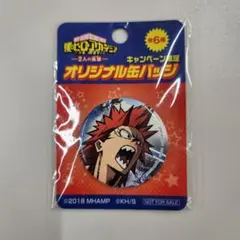 僕のヒーローアカデミア
THE MOVIE
～2人の英雄～
全6種
キャンペーン限定
オリジナル缶バッジ
©2018 MHAMP ©KH/S NOT FOR SALE